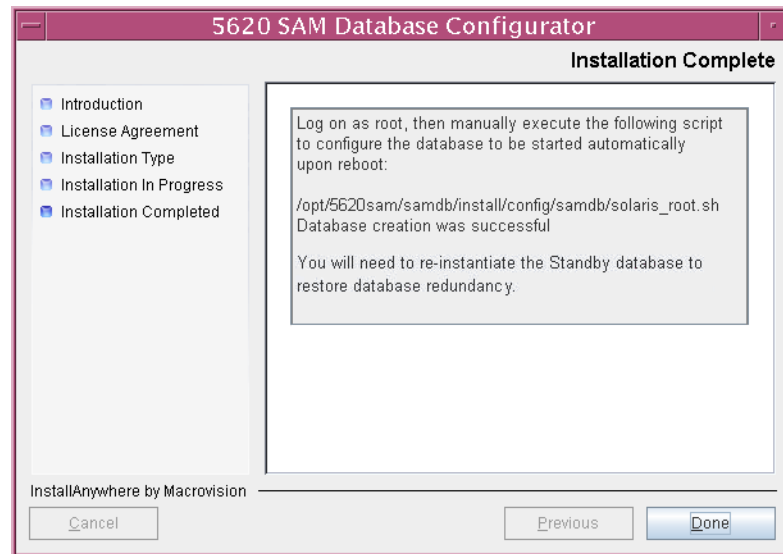 5620 SAM Database Configurator
Installation Complete
Introduction
License Agreement
Installation Type
Installation In Progress
Installation Completed
Log on as root, then manually execute the following script
to configure the database to be started automatically
upon reboot:
/opt/5620sam/samdb/install/config/samdb/solaris_root.sh
Database creation was successful
You will need to re-instantiate the Standby database to
restore database redundancy.
InstallAnywhere by Macrovision
Cancel
Previous
Done